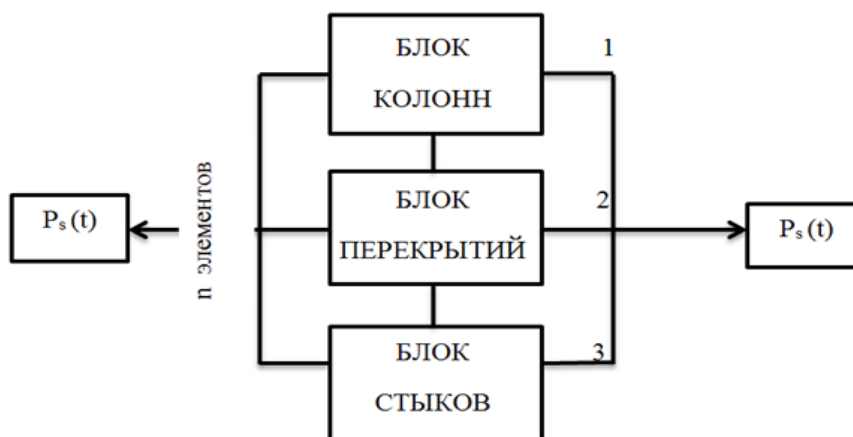 БЛОК
КОЛОНН
1
n элементов
Pₛ (t)
БЛОК
ПЕРЕКРЫТИЙ
2
Pₛ (t)
БЛОК
СТЫКОВ
3